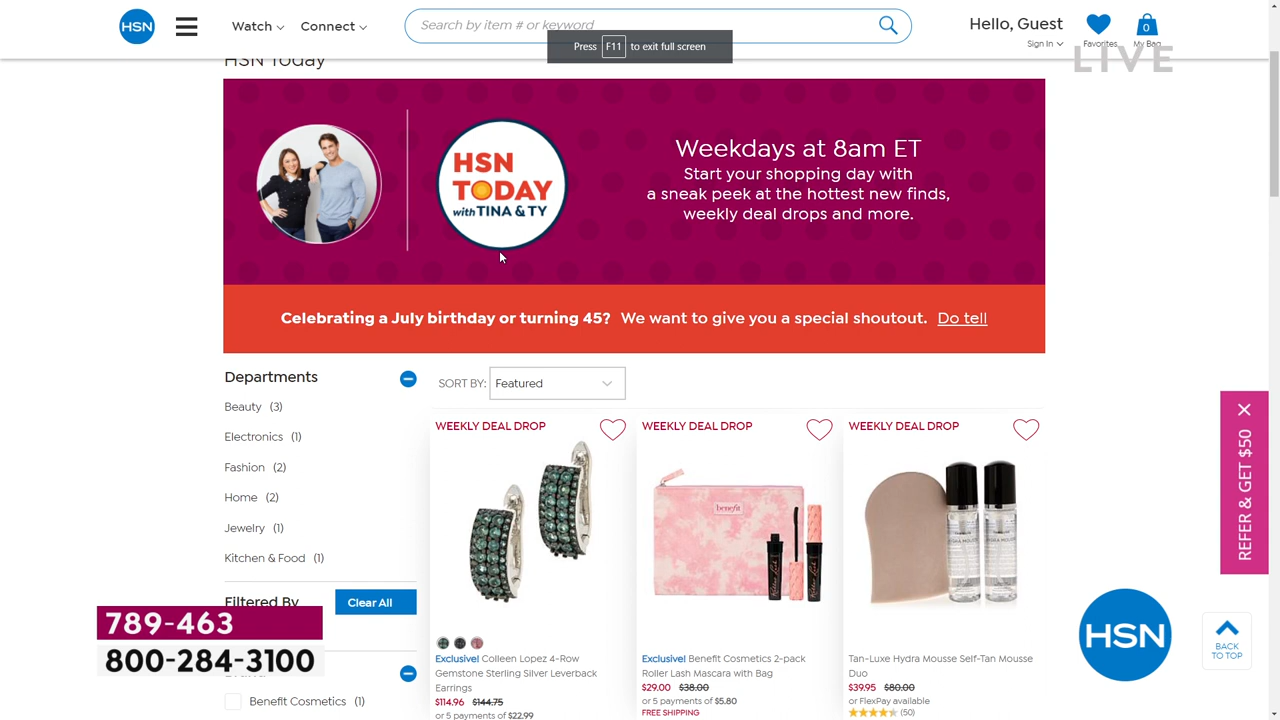 HSN
Watch
Connect
Search by item # or keyword
Hello, Guest
Sign In
Favorites
0
My Bag
Press F11 to exit full screen
LIVE
HSN Today
HSN
TODAY
with TINA & TY
Weekdays at 8am ET
Start your shopping day with
a sneak peek at the hottest new finds,
weekly deal drops and more.
Celebrating a July birthday or turning 45? We want to give you a special shoutout. Do tell
Departments
Beauty (3)
Electronics (1)
Fashion (2)
Home (2)
Jewelry (1)
Kitchen & Food (1)
Filtered By
Clear All
789-463
800-284-3100
Benefit Cosmetics (1)
SORT BY: Featured
WEEKLY DEAL DROP
Exclusive! Colleen Lopez 4-Row
Gemstone Sterling Silver Leverback
Earrings
$114.96 $144.75
or 5 payments of $22.99
WEEKLY DEAL DROP
benefit
Exclusive! Benefit Cosmetics 2-pack
Roller Lash Mascara with Bag
$29.00 $38.00
or 5 payments of $5.80
FREE SHIPPING
WEEKLY DEAL DROP
Tan-Luxe Hydra Mousse Self-Tan Mousse
Duo
$39.95 $80.00
or FlexPay available
(50)
REFER & GET $50
HSN
BACK
TO TOP